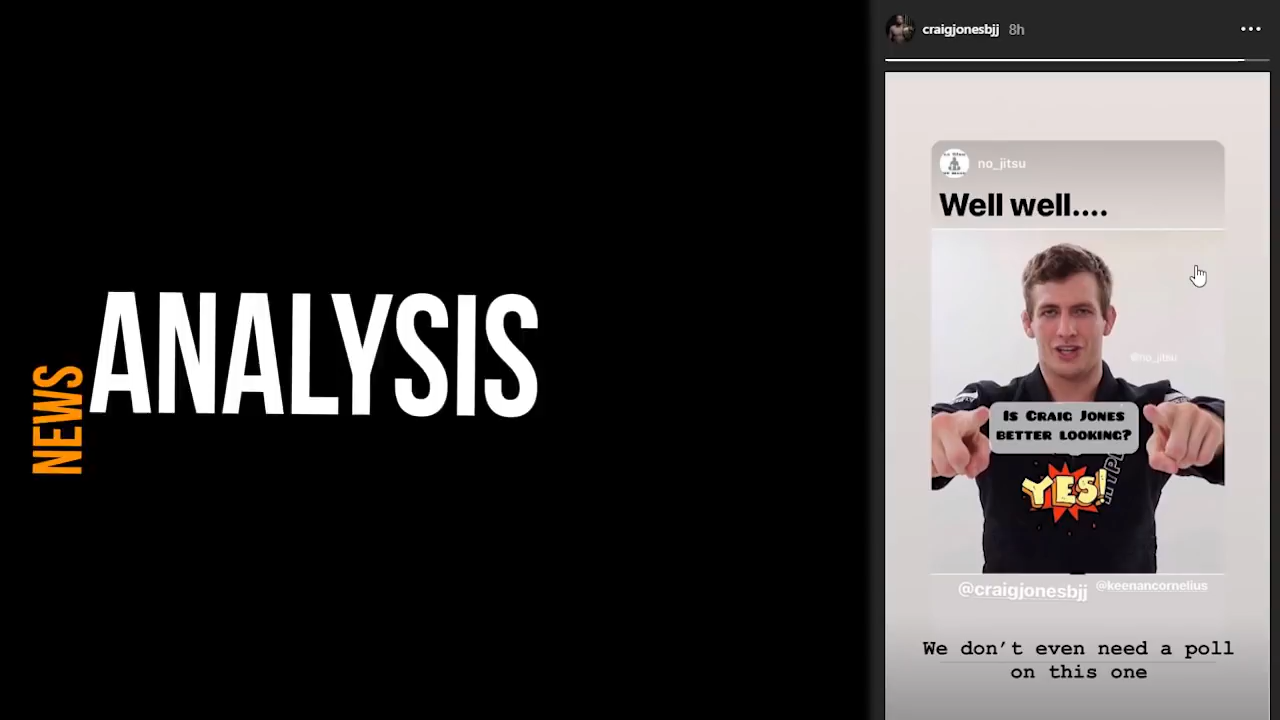 NEWS
ANALYSIS
craigjonesbjj 8h
no_jitsu
Well well....
@no_jitsu
Is Craig Jones
better looking?
YES!
@craigjonesbjj @keenancornelius
We don't even need a poll
on this one